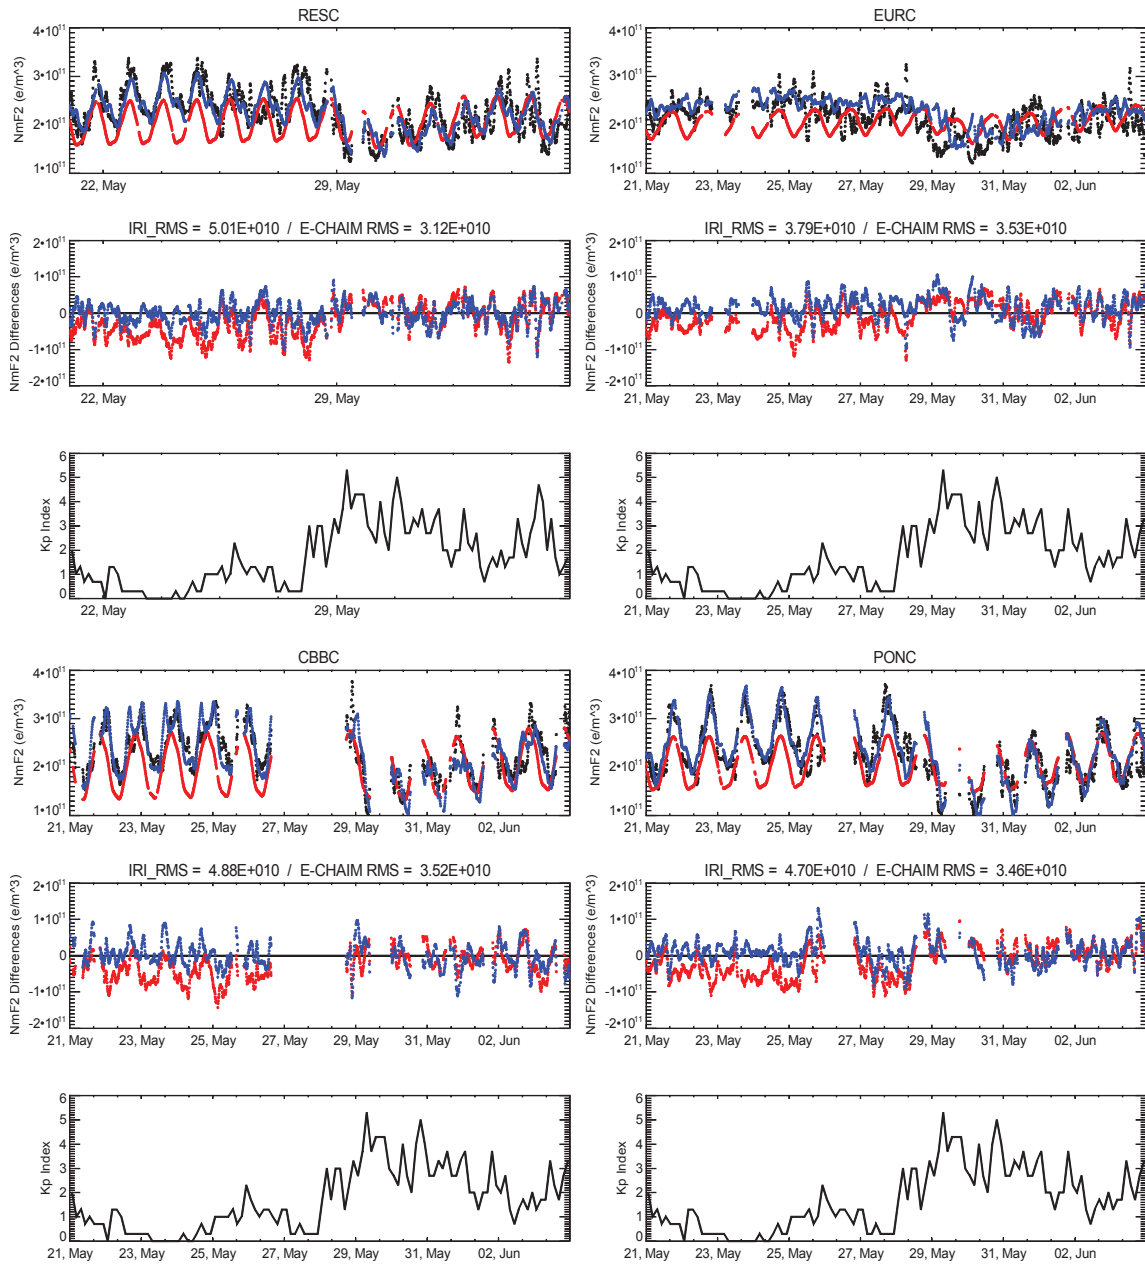 RESC
EURC
NmF2 (e/m^3)
4•10¹¹
3•10¹¹
2•10¹¹
1•10¹¹
22, May
29, May
NmF2 (e/m^3)
4•10¹¹
3•10¹¹
2•10¹¹
1•10¹¹
21, May
23, May
25, May
27, May
29, May
31, May
02, Jun
IRI_RMS = 5.01E+010 / E-CHAIM RMS = 3.12E+010
NmF2 Differences (e/m^3)
2•10¹¹
1•10¹¹
0
-1•10¹¹
-2•10¹¹
22, May
29, May
IRI_RMS = 3.79E+010 / E-CHAIM RMS = 3.53E+010
NmF2 Differences (e/m^3)
2•10¹¹
1•10¹¹
0
-1•10¹¹
-2•10¹¹
21, May
23, May
25, May
27, May
29, May
31, May
02, Jun
Kp Index
6
5
4
3
2
1
0
22, May
29, May
Kp Index
6
5
4
3
2
1
0
21, May
23, May
25, May
27, May
29, May
31, May
02, Jun
CBBC
PONC
NmF2 (e/m^3)
4•10¹¹
3•10¹¹
2•10¹¹
1•10¹¹
21, May
23, May
25, May
27, May
29, May
31, May
02, Jun
NmF2 (e/m^3)
4•10¹¹
3•10¹¹
2•10¹¹
1•10¹¹
21, May
23, May
25, May
27, May
29, May
31, May
02, Jun
IRI_RMS = 4.88E+010 / E-CHAIM RMS = 3.52E+010
NmF2 Differences (e/m^3)
2•10¹¹
1•10¹¹
0
-1•10¹¹
-2•10¹¹
21, May
23, May
25, May
27, May
29, May
31, May
02, Jun
IRI_RMS = 4.70E+010 / E-CHAIM RMS = 3.46E+010
NmF2 Differences (e/m^3)
2•10¹¹
1•10¹¹
0
-1•10¹¹
-2•10¹¹
21, May
23, May
25, May
27, May
29, May
31, May
02, Jun
Kp Index
6
5
4
3
2
1
0
21, May
23, May
25, May
27, May
29, May
31, May
02, Jun
Kp Index
6
5
4
3
2
1
0
21, May
23, May
25, May
27, May
29, May
31, May
02, Jun